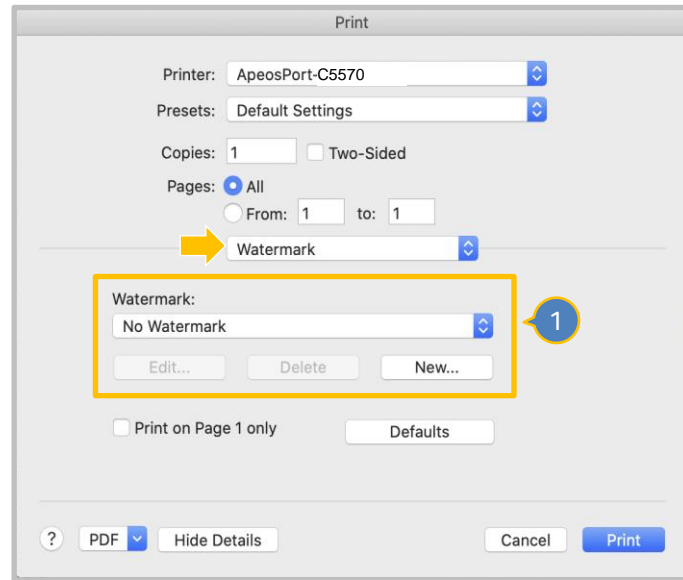 Print
Printer: ApeosPort-C5570
Presets: Default Settings
Copies: 1 Two-Sided
Pages: All
From: 1 to: 1
Watermark
Watermark:
No Watermark
1
Edit... Delete New...
Print on Page 1 only Defaults
? PDF Hide Details Cancel Print